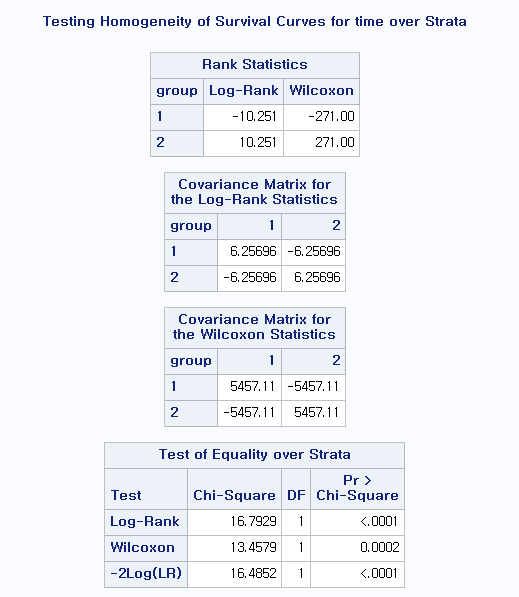 Testing Homogeneity of Survival Curves for time over Strata
Rank Statistics
group Log-Rank Wilcoxon
1 -10.251 -271.00
2 10.251 271.00
Covariance Matrix for
the Log-Rank Statistics
group 1 2
1 6.25696 -6.25696
2 -6.25696 6.25696
Covariance Matrix for
the Wilcoxon Statistics
group 1 2
1 5457.11 -5457.11
2 -5457.11 5457.11
Test of Equality over Strata
Test Chi-Square DF Pr > Chi-Square
Log-Rank 16.7929 1 <.0001
Wilcoxon 13.4579 1 0.0002
-2Log(LR) 16.4852 1 <.0001